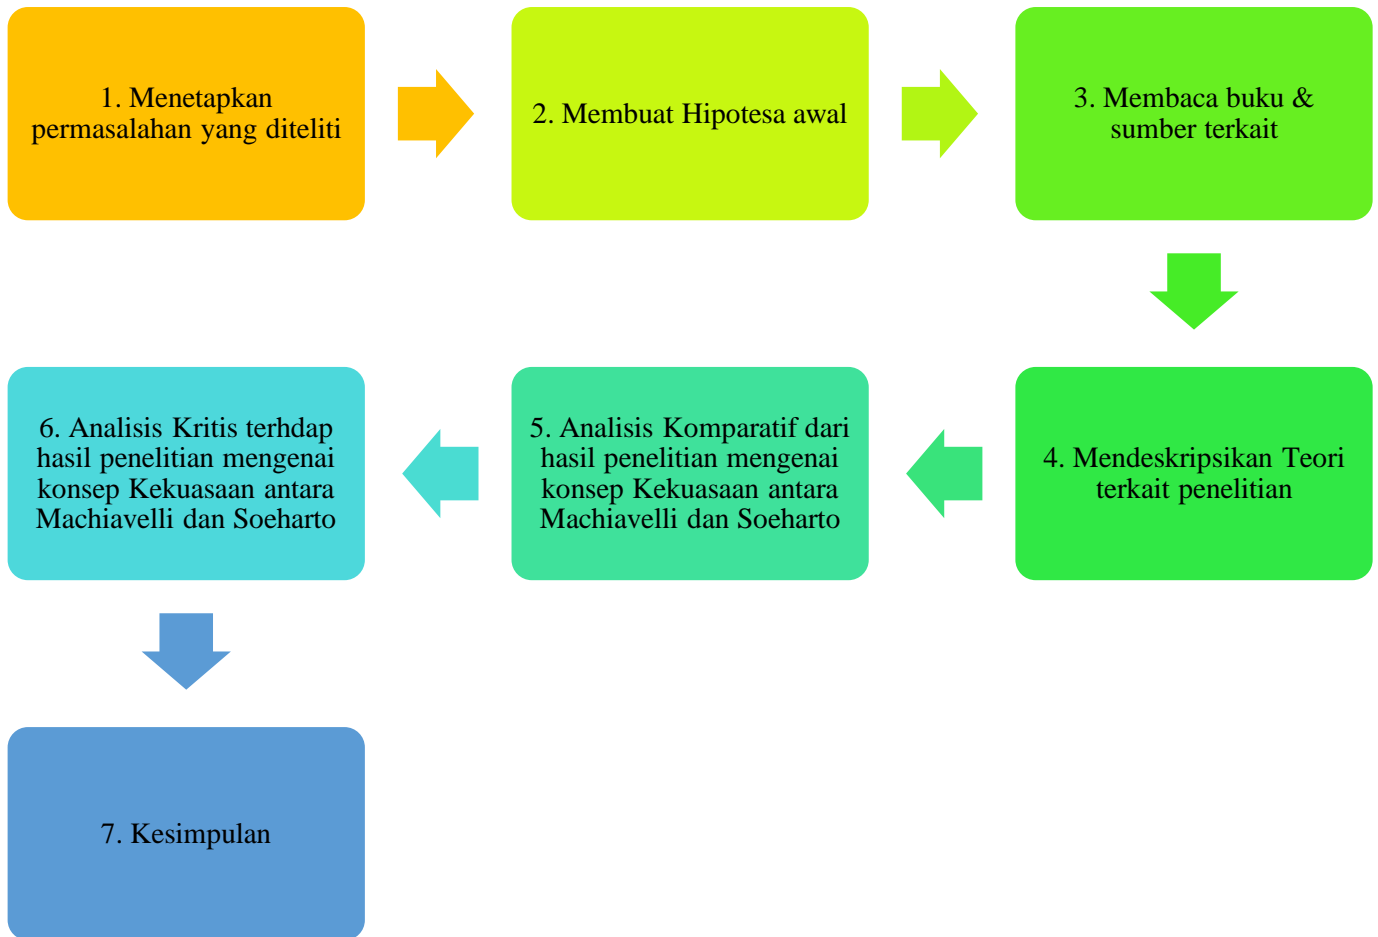 1. Menetapkan
permasalahan yang diteliti
2. Membuat Hipotesa awal
3. Membaca buku &
sumber terkait
4. Mendeskripsikan Teori
terkait penelitian
5. Analisis Komparatif dari
hasil penelitian mengenai
konsep Kekuasaan antara
Machiavelli dan Soeharto
6. Analisis Kritis terhdap
hasil penelitian mengenai
konsep Kekuasaan antara
Machiavelli dan Soeharto
7. Kesimpulan